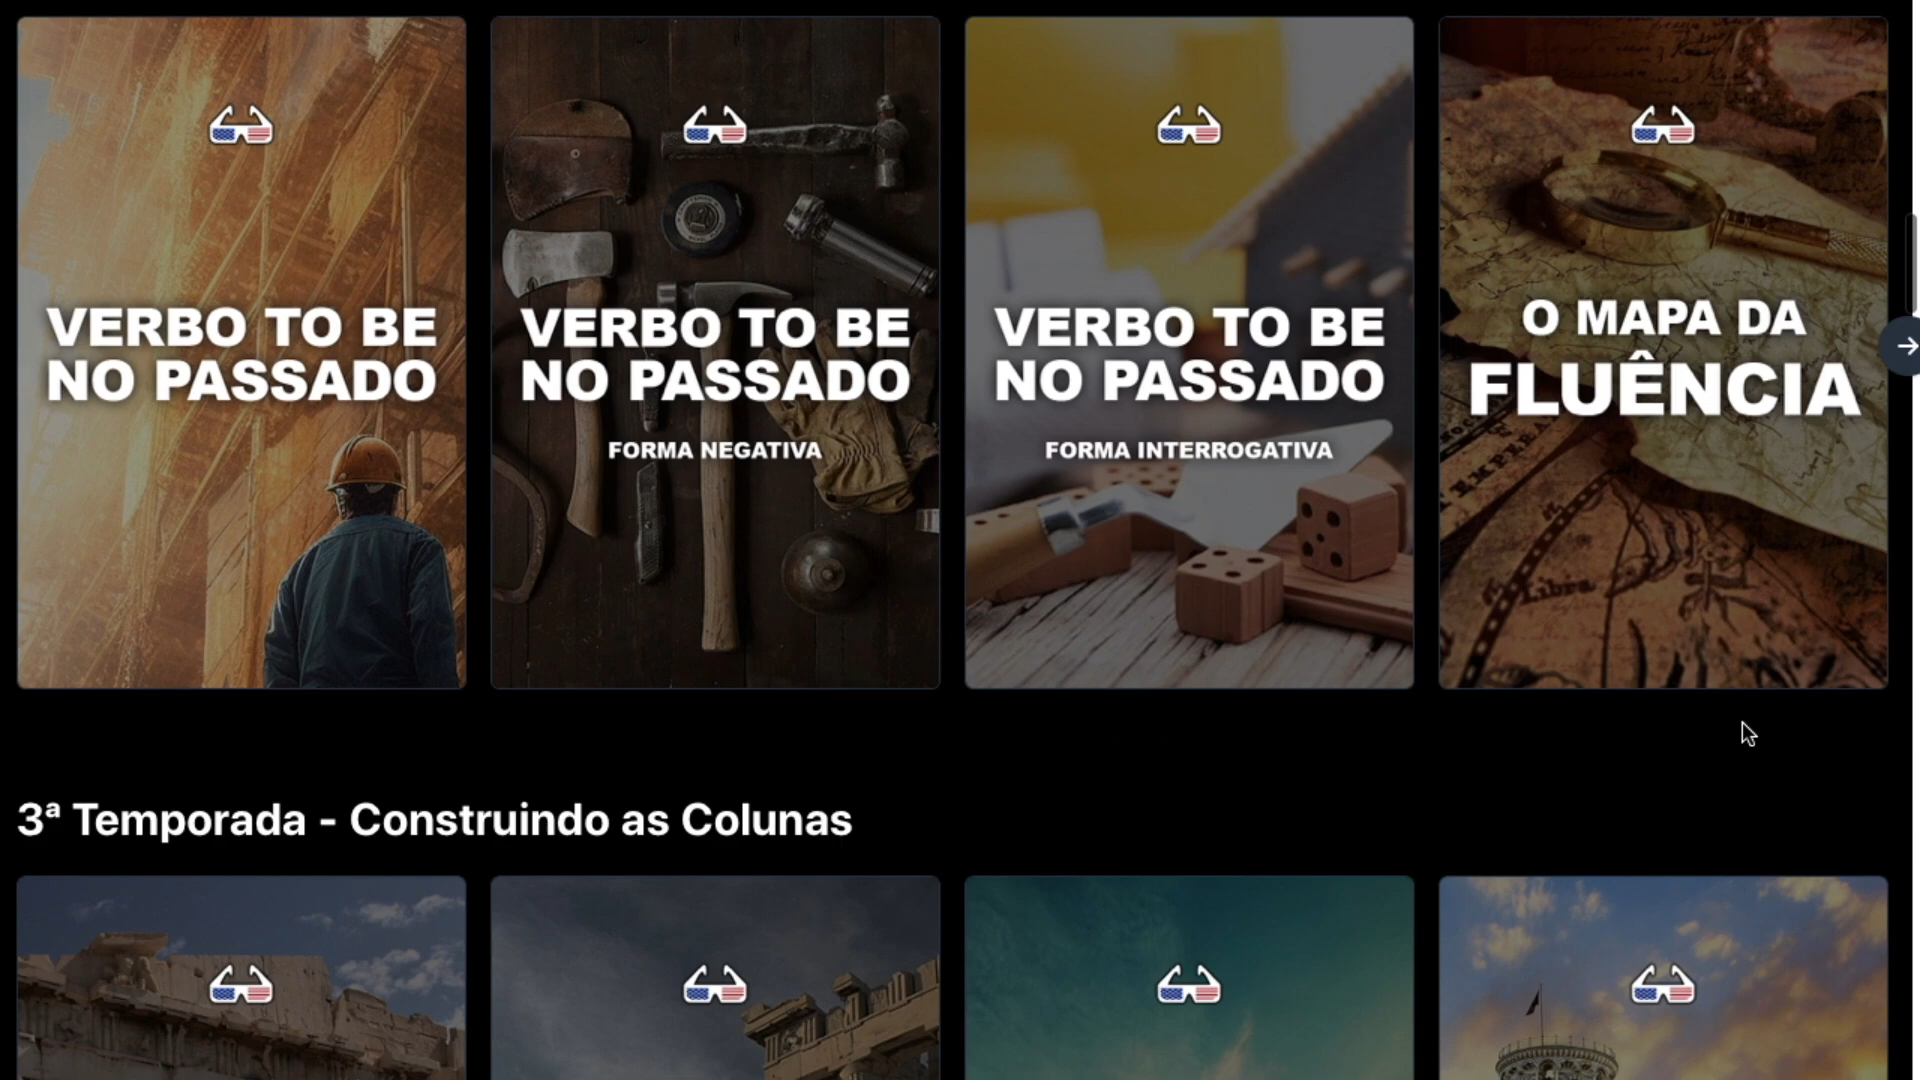 VERBO TO BE
NO PASSADO
VERBO TO BE
NO PASSADO
FORMA NEGATIVA
VERBO TO BE
NO PASSADO
FORMA INTERROGATIVA
O MAPA DA
FLUÊNCIA
Libra
3ª Temporada - Construindo as Colunas